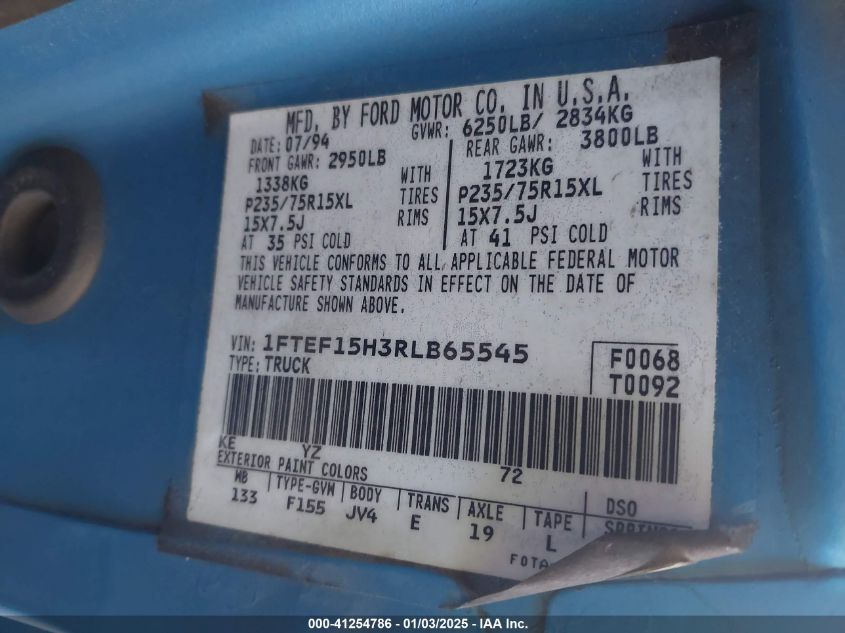 MFD. BY FORD MOTOR CO. IN U.S.A.
DATE: 07/94 GVWR: 6250LB/ 2834KG
FRONT GAWR: 2950LB REAR GAWR: 3800LB
1338KG WITH 1723KG WITH
P235/75R15XL TIRES P235/75R15XL TIRES
15X7.5J RIMS 15X7.5J RIMS
AT 35 PSI COLD AT 41 PSI COLD
THIS VEHICLE CONFORMS TO ALL APPLICABLE FEDERAL MOTOR
VEHICLE SAFETY STANDARDS IN EFFECT ON THE DATE OF
MANUFACTURE SHOWN ABOVE.
VIN: 1FTEF15H3RLB65545 F0068
TYPE: TRUCK T0092
KE YZ 72
EXTERIOR PAINT COLORS DSO
WB TYPE-GVW BODY TRANS AXLE TAPE
133 F155 JV4 E 19 L
000-41254786 - 01/03/2025 - IAA Inc.